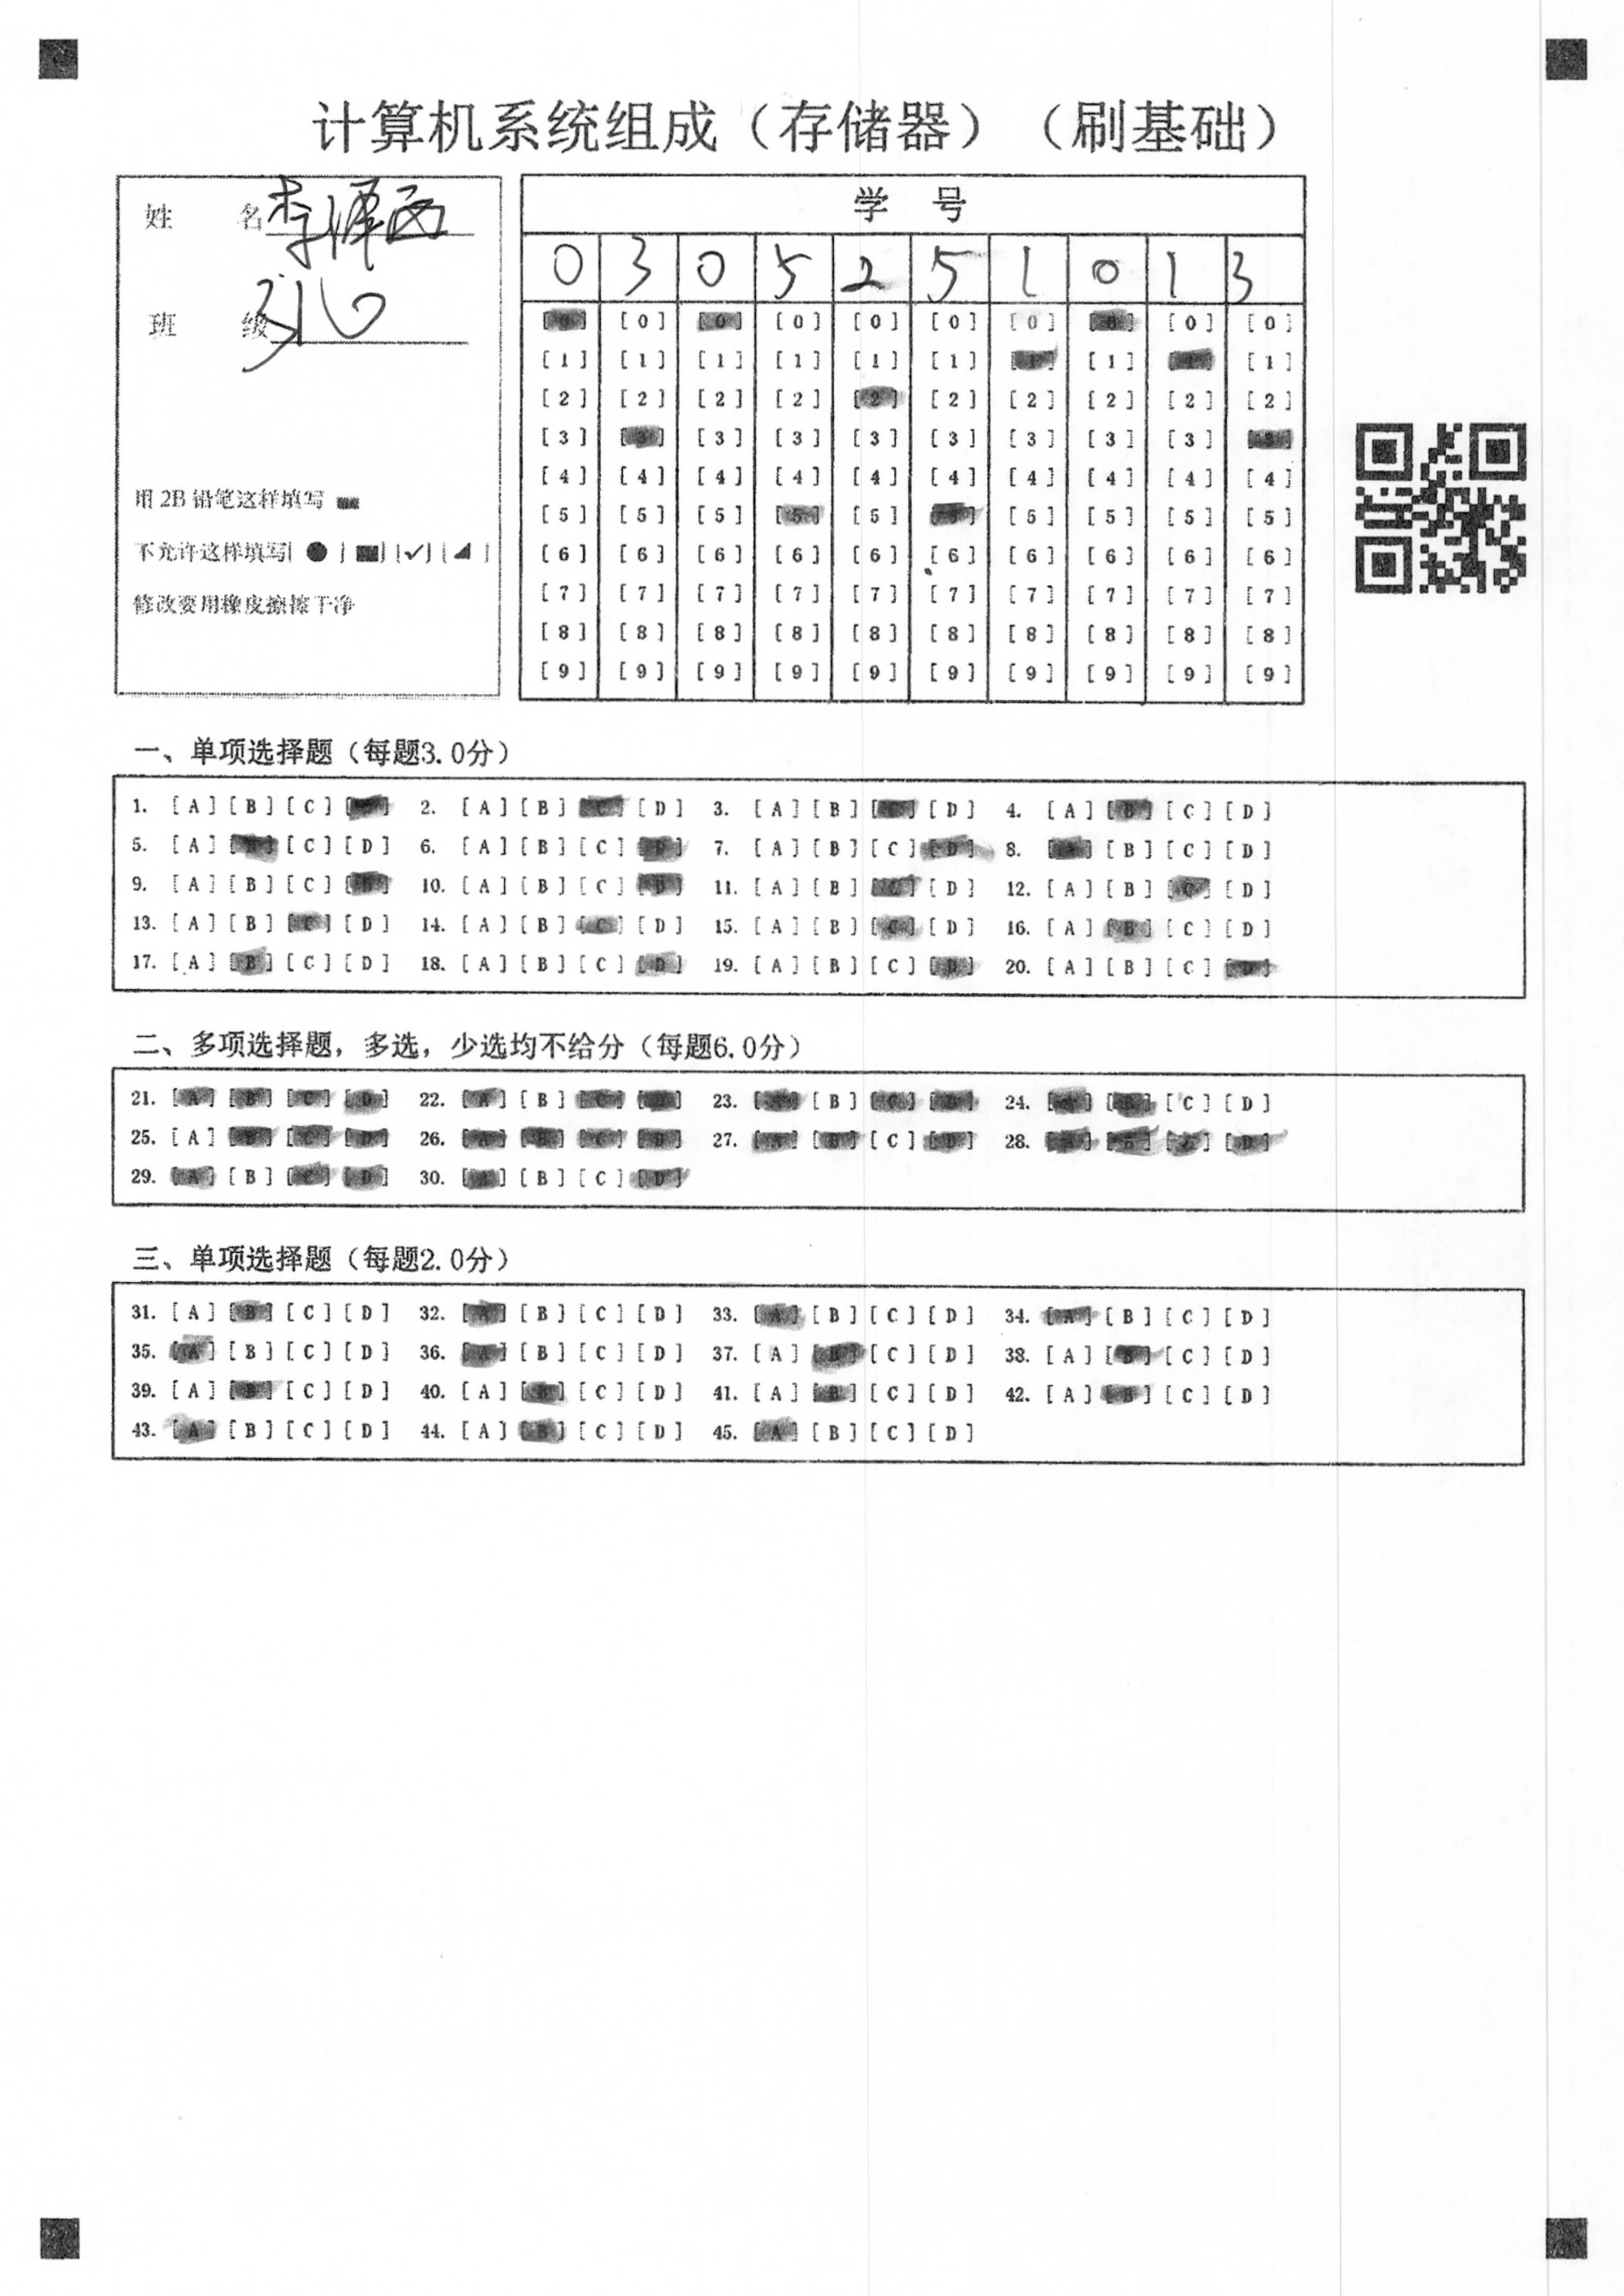 计算机系统组成（存储器）（刷基础）
姓 名 李泽西
班 级 316
用 2B 铅笔这样填写
不允许这样填写
修改要用橡皮擦擦干净
学 号
0 3 0 5 2 5 1 0 1 3
[0] [0] [0] [0] [0] [0] [0] [0] [0] [0]
[1] [1] [1] [1] [1] [1] [1] [1] [1] [1]
[2] [2] [2] [2] [2] [2] [2] [2] [2] [2]
[3] [3] [3] [3] [3] [3] [3] [3] [3] [3]
[4] [4] [4] [4] [4] [4] [4] [4] [4] [4]
[5] [5] [5] [5] [5] [5] [5] [5] [5] [5]
[6] [6] [6] [6] [6] [6] [6] [6] [6] [6]
[7] [7] [7] [7] [7] [7] [7] [7] [7] [7]
[8] [8] [8] [8] [8] [8] [8] [8] [8] [8]
[9] [9] [9] [9] [9] [9] [9] [9] [9] [9]
一、单项选择题（每题3.0分）
1. [A] [B] [C] [D] 2. [A] [B] [C] [D] 3. [A] [B] [C] [D] 4. [A] [B] [C] [D]
5. [A] [B] [C] [D] 6. [A] [B] [C] [D] 7. [A] [B] [C] [D] 8. [A] [B] [C] [D]
9. [A] [B] [C] [D] 10. [A] [B] [C] [D] 11. [A] [B] [C] [D] 12. [A] [B] [C] [D]
13. [A] [B] [C] [D] 14. [A] [B] [C] [D] 15. [A] [B] [C] [D] 16. [A] [B] [C] [D]
17. [A] [B] [C] [D] 18. [A] [B] [C] [D] 19. [A] [B] [C] [D] 20. [A] [B] [C] [D]
二、多项选择题，多选，少选均不给分（每题6.0分）
21. [A] [B] [C] [D] 22. [A] [B] [C] [D] 23. [A] [B] [C] [D] 24. [A] [B] [C] [D]
25. [A] [B] [C] [D] 26. [A] [B] [C] [D] 27. [A] [B] [C] [D] 28. [A] [B] [C] [D]
29. [A] [B] [C] [D] 30. [A] [B] [C] [D]
三、单项选择题（每题2.0分）
31. [A] [B] [C] [D] 32. [A] [B] [C] [D] 33. [A] [B] [C] [D] 34. [A] [B] [C] [D]
35. [A] [B] [C] [D] 36. [A] [B] [C] [D] 37. [A] [B] [C] [D] 38. [A] [B] [C] [D]
39. [A] [B] [C] [D] 40. [A] [B] [C] [D] 41. [A] [B] [C] [D] 42. [A] [B] [C] [D]
43. [A] [B] [C] [D] 44. [A] [B] [C] [D] 45. [A] [B] [C] [D]